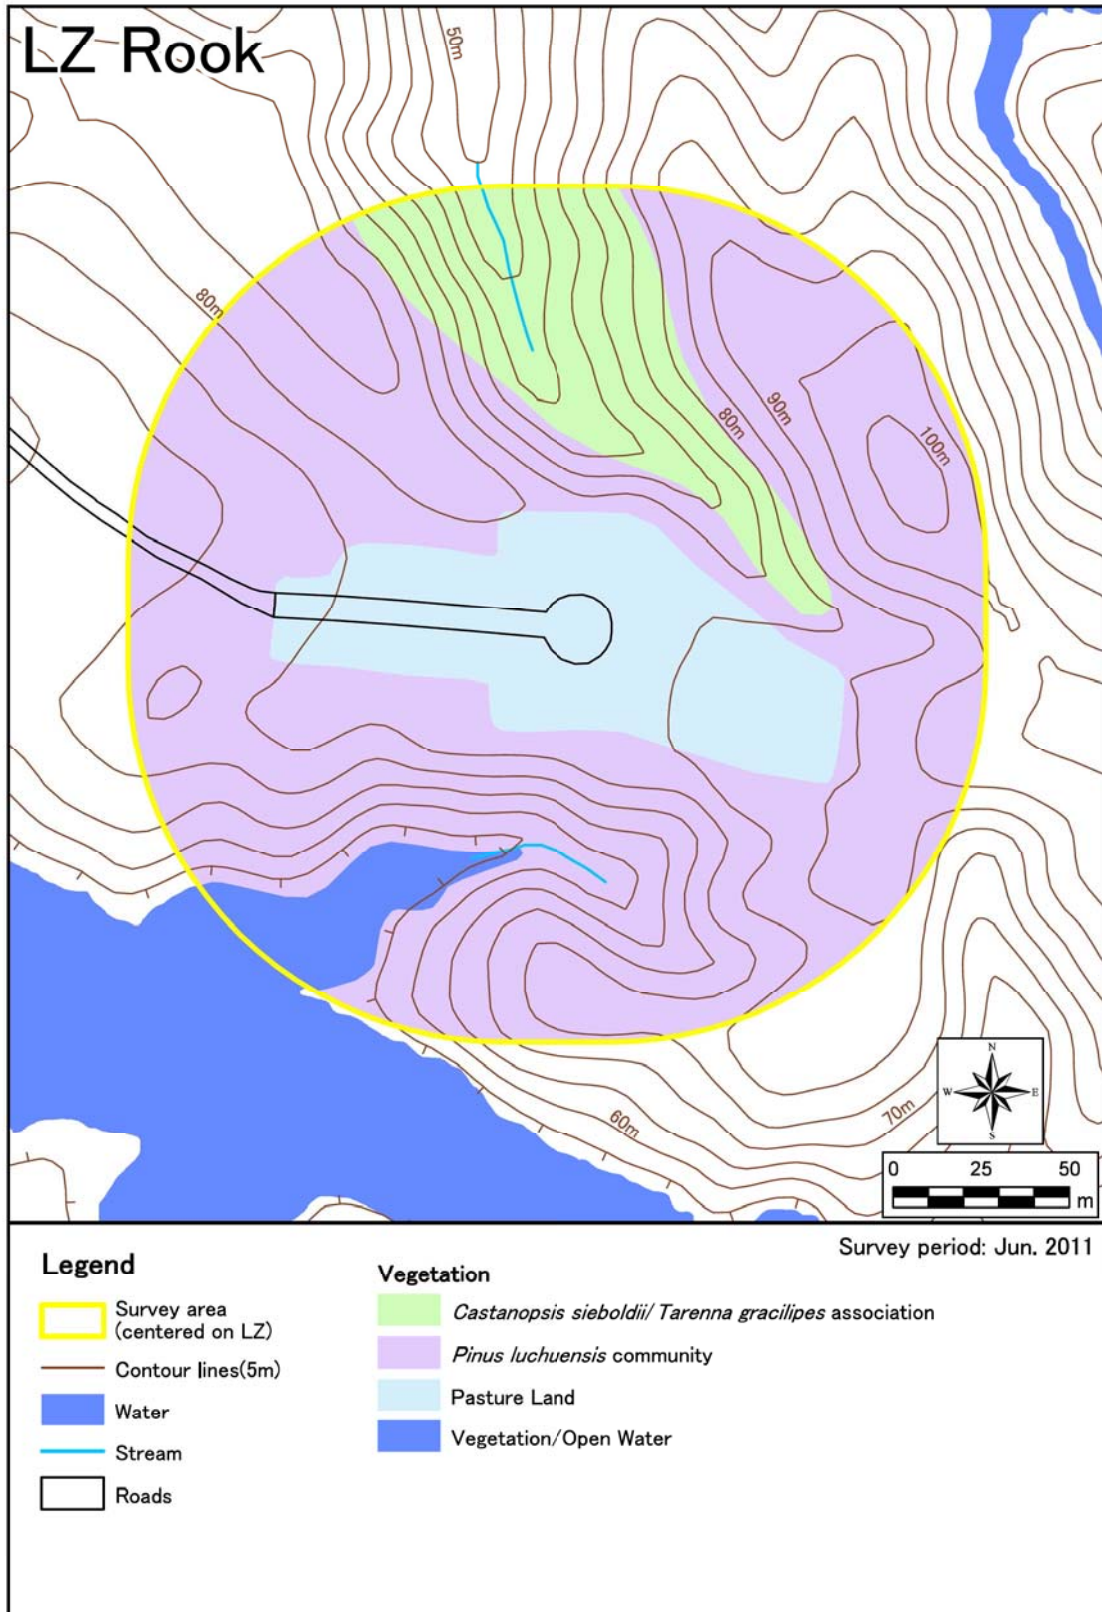 LZ Rook
50m
80m
90m
80m
100m
60m
70m
N
W E
S
0 25 50
m
Survey period: Jun. 2011
Legend
Survey area
(centered on LZ)
Contour lines(5m)
Water
Stream
Roads
Vegetation
Castanopsis sieboldii/ Tarenna gracilipes association
Pinus luchuensis community
Pasture Land
Vegetation/Open Water